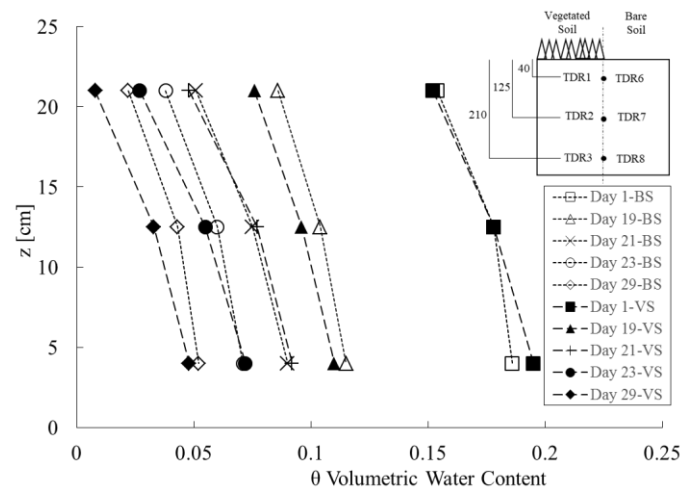 25
20
15
10
5
0
z [cm]
0
0.05
0.1
0.15
0.2
0.25
θ Volumetric Water Content
Vegetated
Soil
Bare
Soil
40
125
210
TDR1
TDR6
TDR2
TDR7
TDR3
TDR8
Day 1-BS
Day 19-BS
Day 21-BS
Day 23-BS
Day 29-BS
Day 1-VS
Day 19-VS
Day 21-VS
Day 23-VS
Day 29-VS